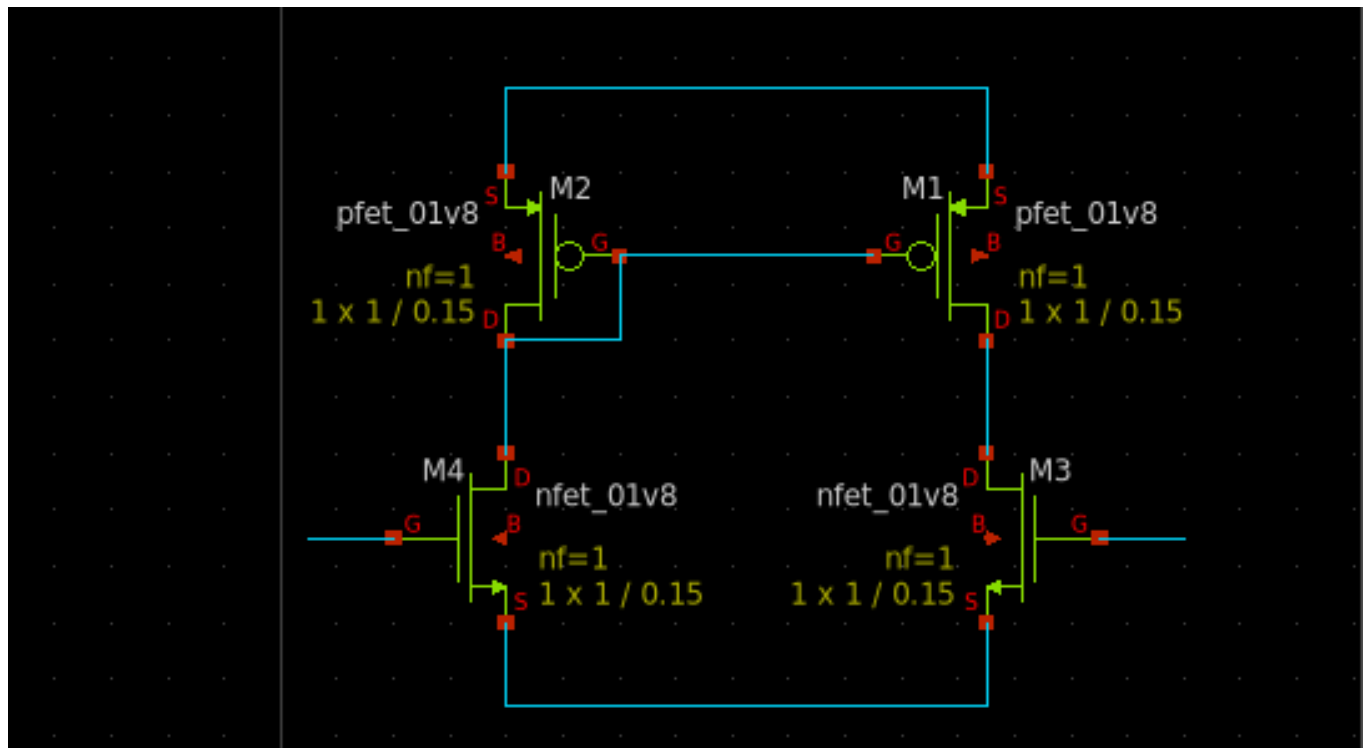 M2
M1
S
S
pfet_01v8
pfet_01v8
B
G
G
B
nf=1
nf=1
1 x 1 / 0.15
D
D
1 x 1 / 0.15
M4
M3
D
nfet_01v8
nfet_01v8
D
G
B
B
G
nf=1
nf=1
S
1 x 1 / 0.15
1 x 1 / 0.15
S